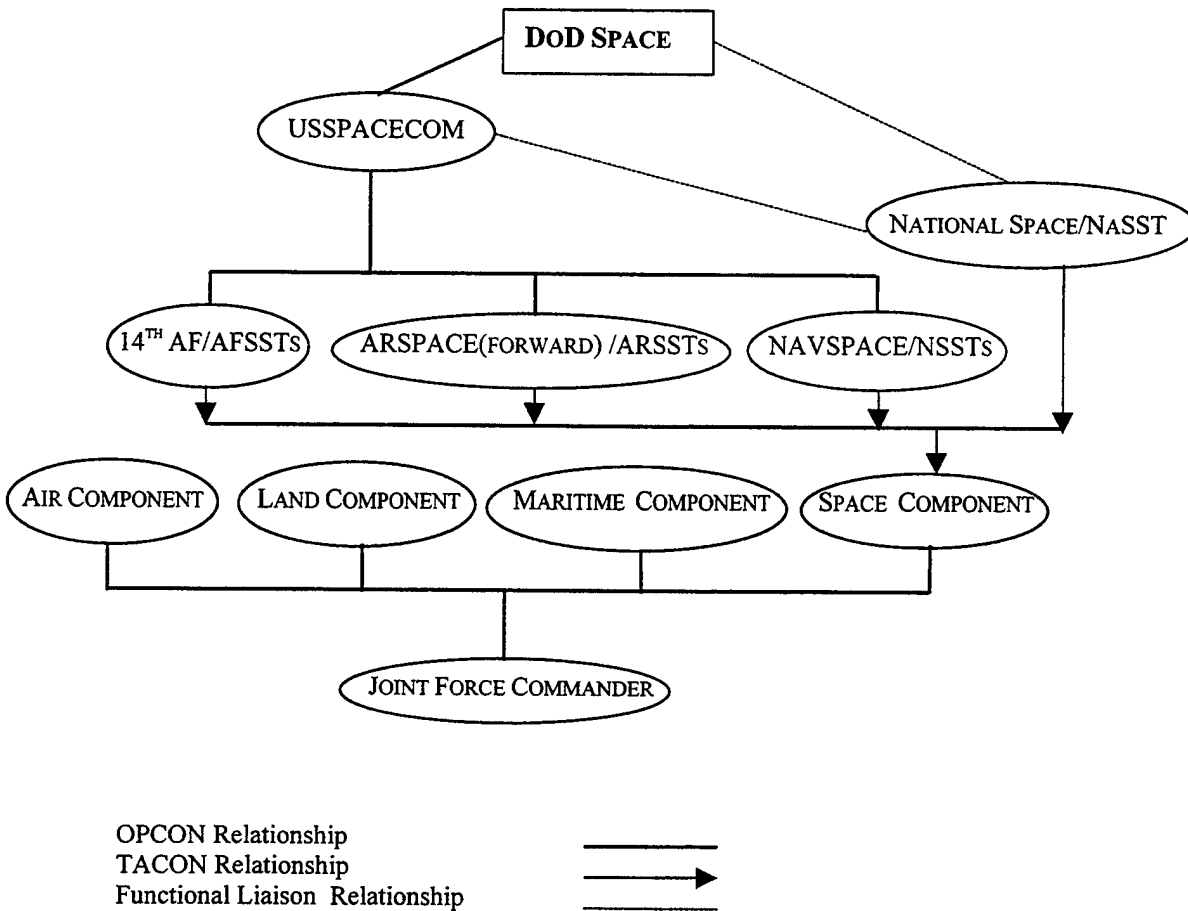 DOD SPACE
USSPACECOM
NATIONAL SPACE/NASST
14TH AF/AFSSTs
ARSPACE(FORWARD) /ARSSTs
NAVSPACE/NSSTs
AIR COMPONENT
LAND COMPONENT
MARITIME COMPONENT
SPACE COMPONENT
JOINT FORCE COMMANDER
OPCON Relationship
TACON Relationship
Functional Liaison Relationship